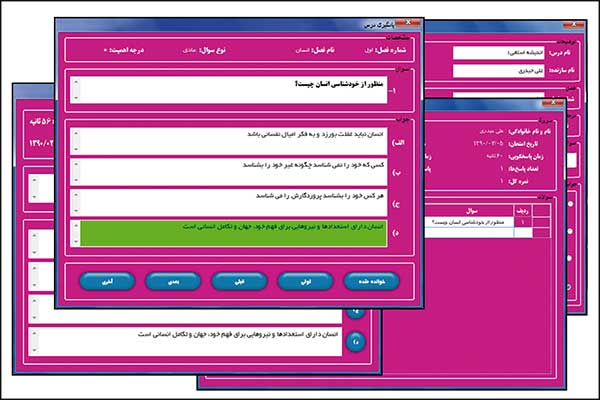 یادگیری درس
مشخصات
شماره فصل: اول نام فصل: انسان نوع سوال: عادی درجه اهمیت: *
سوال
۱- منظور از خودشناسی انسان چیست؟
جواب
الف) انسان نباید غفلت بورزد و به فکر امیال نفسانی باشد
ب) کسی که خود را نمی شناسد چگونه غیر خود را بشناسد
ج) هر کس خود را بشناسد پروردگارش را می شناسد
د) انسان دارای استعدادها و نیروهایی برای فهم خود، جهان و تکامل انسانی است
خوانده شده اولی قبلی بعدی آخری
توضیحات
نام درس: اندیشه اسلامی۱
نام سازنده: علی حیدری
نام و نام خانوادگی: علی حیدری
تاریخ امتحان: ۱۳۹۰/۰۲/۰۵
زمان پاسخگویی: ۶۰ ثانیه
تعداد پاسخ‌ها: ۱
نمره کل: ۱
سوالات
ردیف سوال
۱ منظور از خودشناسی انسان چیست؟
۵۶ ثانیه
۱۳۹۰/۰۲
د) انسان دارای استعدادها و نیروهایی برای فهم خود، جهان و تکامل انسانی است